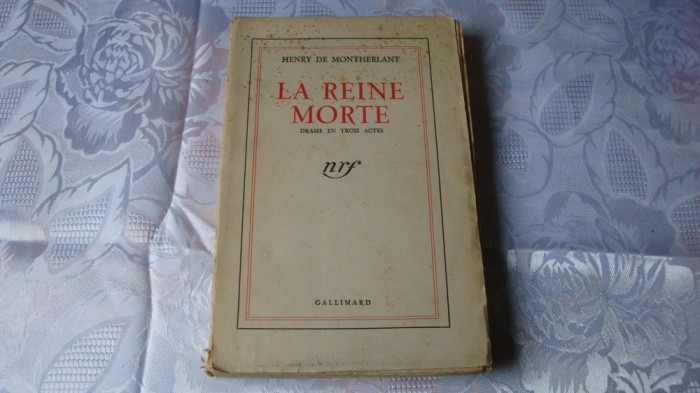 HENRY DE MONTHERLANT
LA REINE
MORTE
DRAME EN TROIS ACTES
nrf
GALLIMARD